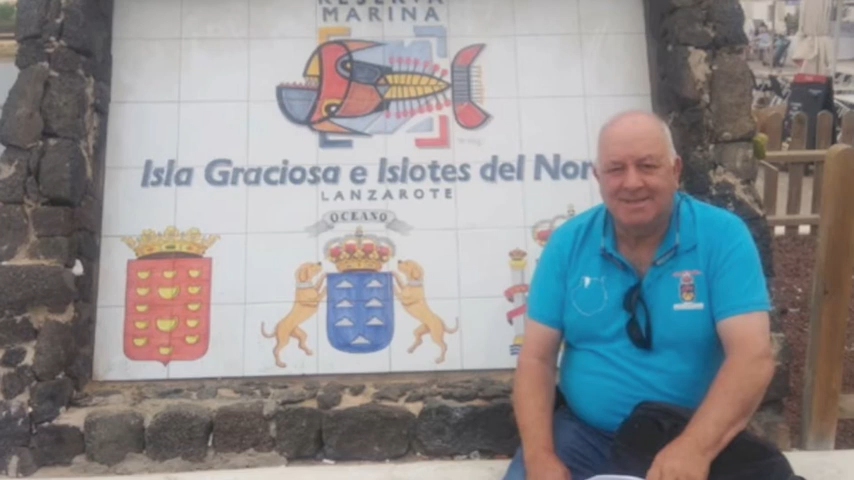 RESERVA
MARINA
Isla Graciosa e Islotes del Nor
LANZAROTE
OCEANO